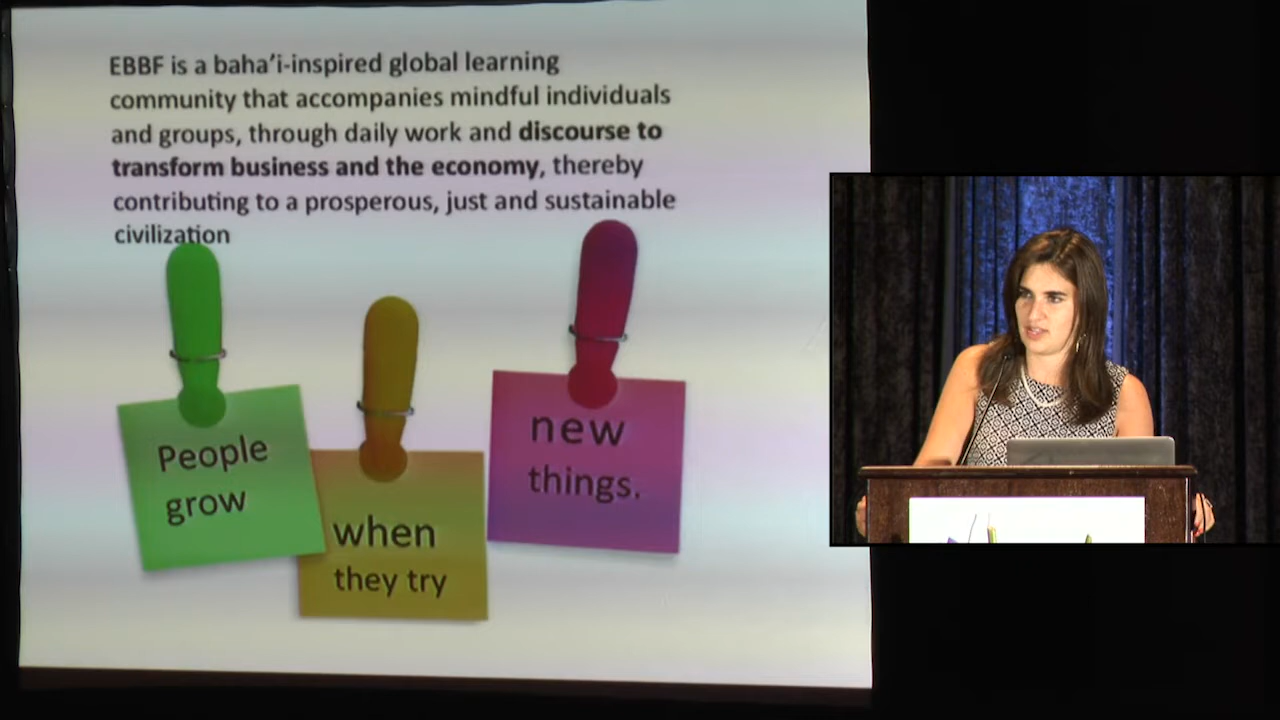 EBBF is a baha'i-inspired global learning
community that accompanies mindful individuals
and groups, through daily work and discourse to
transform business and the economy, thereby
contributing to a prosperous, just and sustainable
civilization
People
grow
when
they try
new
things.